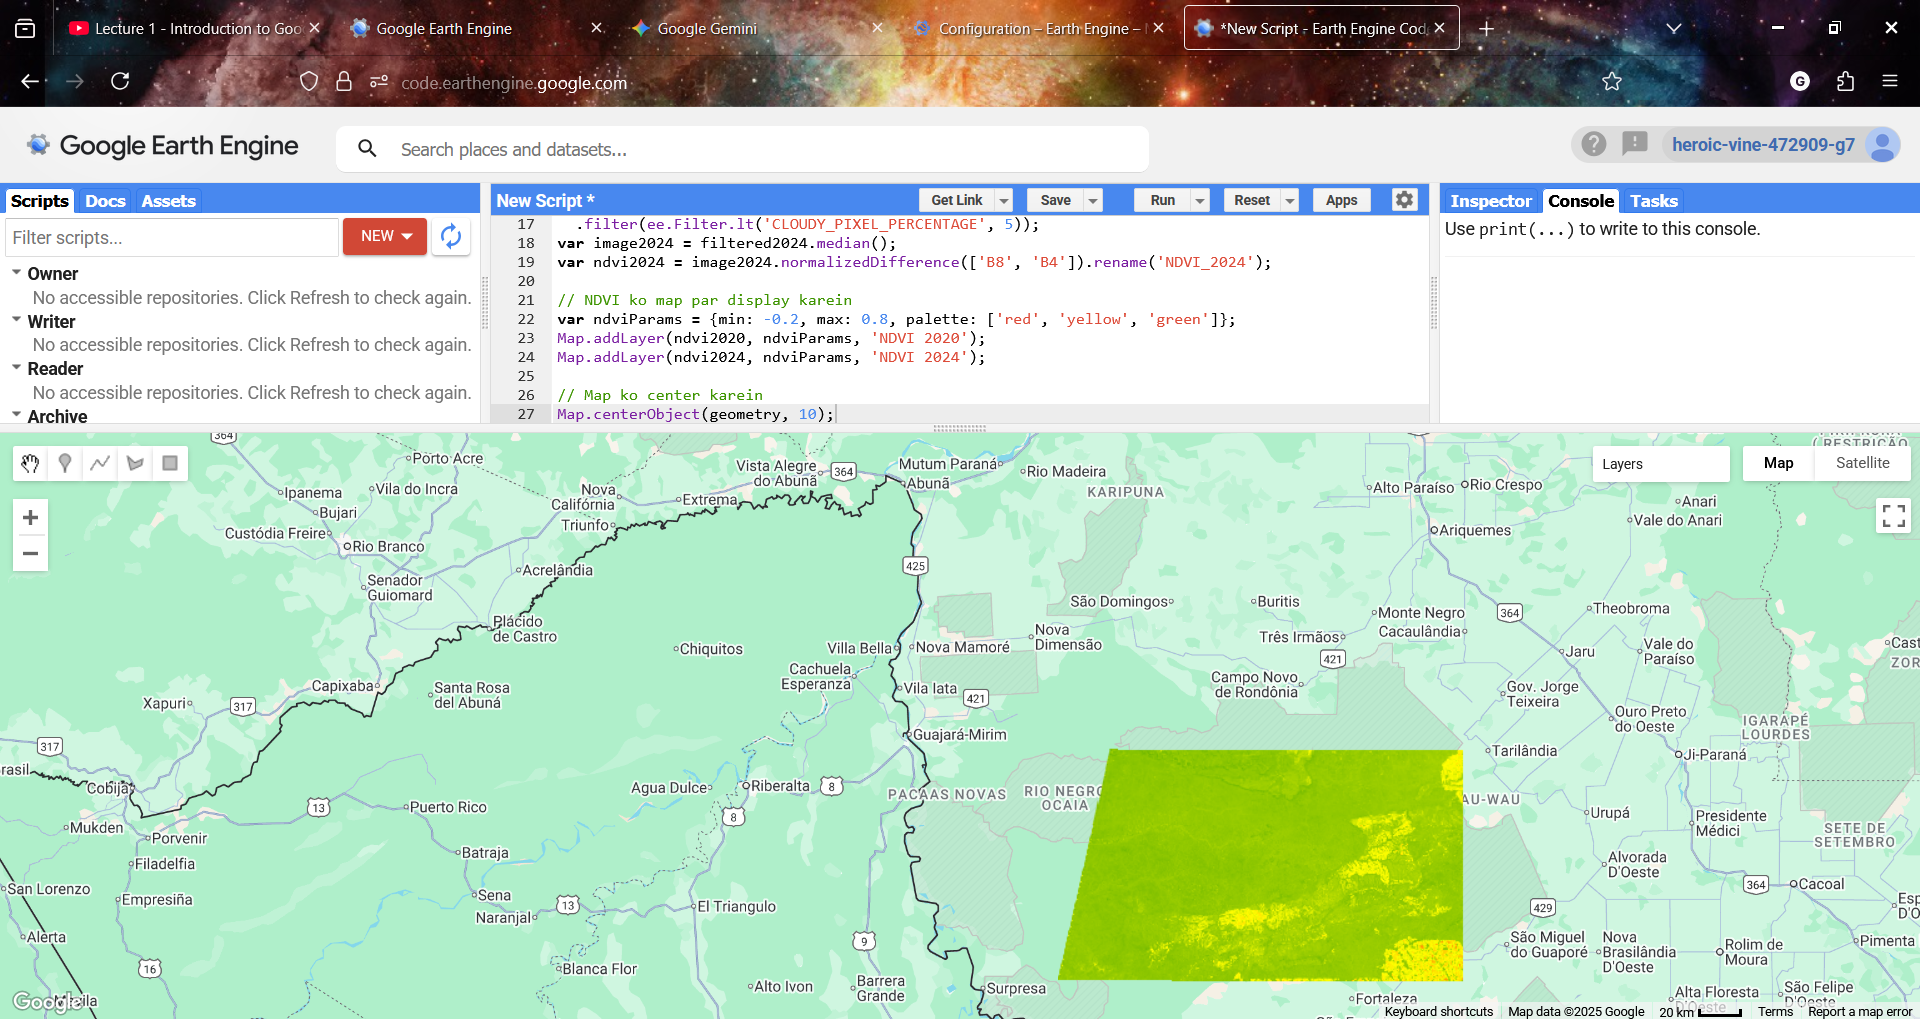 Lecture 1 - Introduction to Goo
Google Earth Engine
Google Gemini
Configuration – Earth Engine –
*New Script - Earth Engine Cod
code.earthengine.google.com
G
Google Earth Engine
Search places and datasets...
heroic-vine-472909-g7
Scripts Docs Assets
Filter scripts...
NEW
Owner
No accessible repositories. Click Refresh to check again.
Writer
No accessible repositories. Click Refresh to check again.
Reader
No accessible repositories. Click Refresh to check again.
Archive
New Script *
Get Link
Save
Run
Reset
Apps
17 .filter(ee.Filter.lt('CLOUDY_PIXEL_PERCENTAGE', 5));
18 var image2024 = filtered2024.median();
19 var ndvi2024 = image2024.normalizedDifference(['B8', 'B4']).rename('NDVI_2024');
20
21 // NDVI ko map par display karein
22 var ndviParams = {min: -0.2, max: 0.8, palette: ['red', 'yellow', 'green']};
23 Map.addLayer(ndvi2020, ndviParams, 'NDVI 2020');
24 Map.addLayer(ndvi2024, ndviParams, 'NDVI 2024');
25
26 // Map ko center karein
27 Map.centerObject(geometry, 10);
Inspector Console Tasks
Use print(...) to write to this console.
Layers
Map
Satellite
364
Porto Acre
Vista Alegre
do Abunã
364
Mutum Paraná
Abunã
Rio Madeira
KARIPUNA
Alto Paraíso
Rio Crespo
(RESTRIÇÃO
Anari
Vale do Anari
Ipanema
Vila do Incra
Bujari
Nova
Califórnia
Extrema
Triunfo
Custódia Freire
Rio Branco
Ariquemes
Acrelândia
425
Senador
Guiomard
São Domingos
Buritis
Monte Negro
364
Theobroma
Plácido
de Castro
Chiquitos
Villa Bella
Nova Mamoré
Nova
Dimensão
Três Irmãos
Cacaulândia
421
Jaru
Vale do
Paraíso
Cast
ZOR
Cachuela
Esperanza
Capixaba
Santa Rosa
del Abuná
Vila Iata
421
Campo Novo
de Rondônia
Gov. Jorge
Teixeira
Xapuri
317
Guajará-Mirim
Ouro Preto
do Oeste
IGARAPÉ
LOURDES
317
rasil
Tarilândia
Ji-Paraná
Cobija
Agua Dulce
Riberalta
8
PACAAS NOVAS
RIO NEGRO
OCAIA
AU-WAU
13
Puerto Rico
8
Urupá
Presidente
Médici
SETE DE
SETEMBRO
Mukden
Porvenir
Filadelfia
Batraja
Alvorada
D'Oeste
364
Cacoal
San Lorenzo
Empresiña
Sena
Naranjal
13
El Triangulo
429
Esp
D'O
Alerta
9
São Miguel
do Guaporé
Nova
Brasilândia
D'Oeste
Rolim de
Moura
Pimenta
16
Blanca Flor
Alto Ivon
Barrera
Grande
Surpresa
Fortaleza
Alta Floresta
D'Oeste
São Felipe
D'Oeste
Google
Keyboard shortcuts
Map data ©2025 Google
20 km
Terms
Report a map error